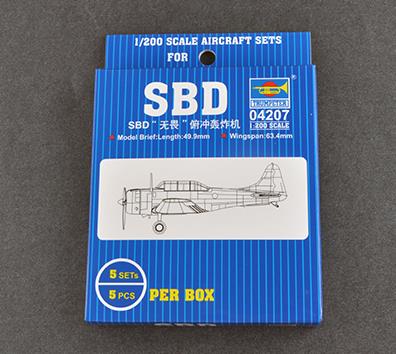 1/200 SCALE AIRCRAFT SETS
FOR
SBD
TRUMPETER
04207
1:200 SCALE
SBD"无畏"俯冲轰炸机
Model Brief:Length:49.9mm Wingspan:63.4mm
5 SETs
5 PCS
PER BOX